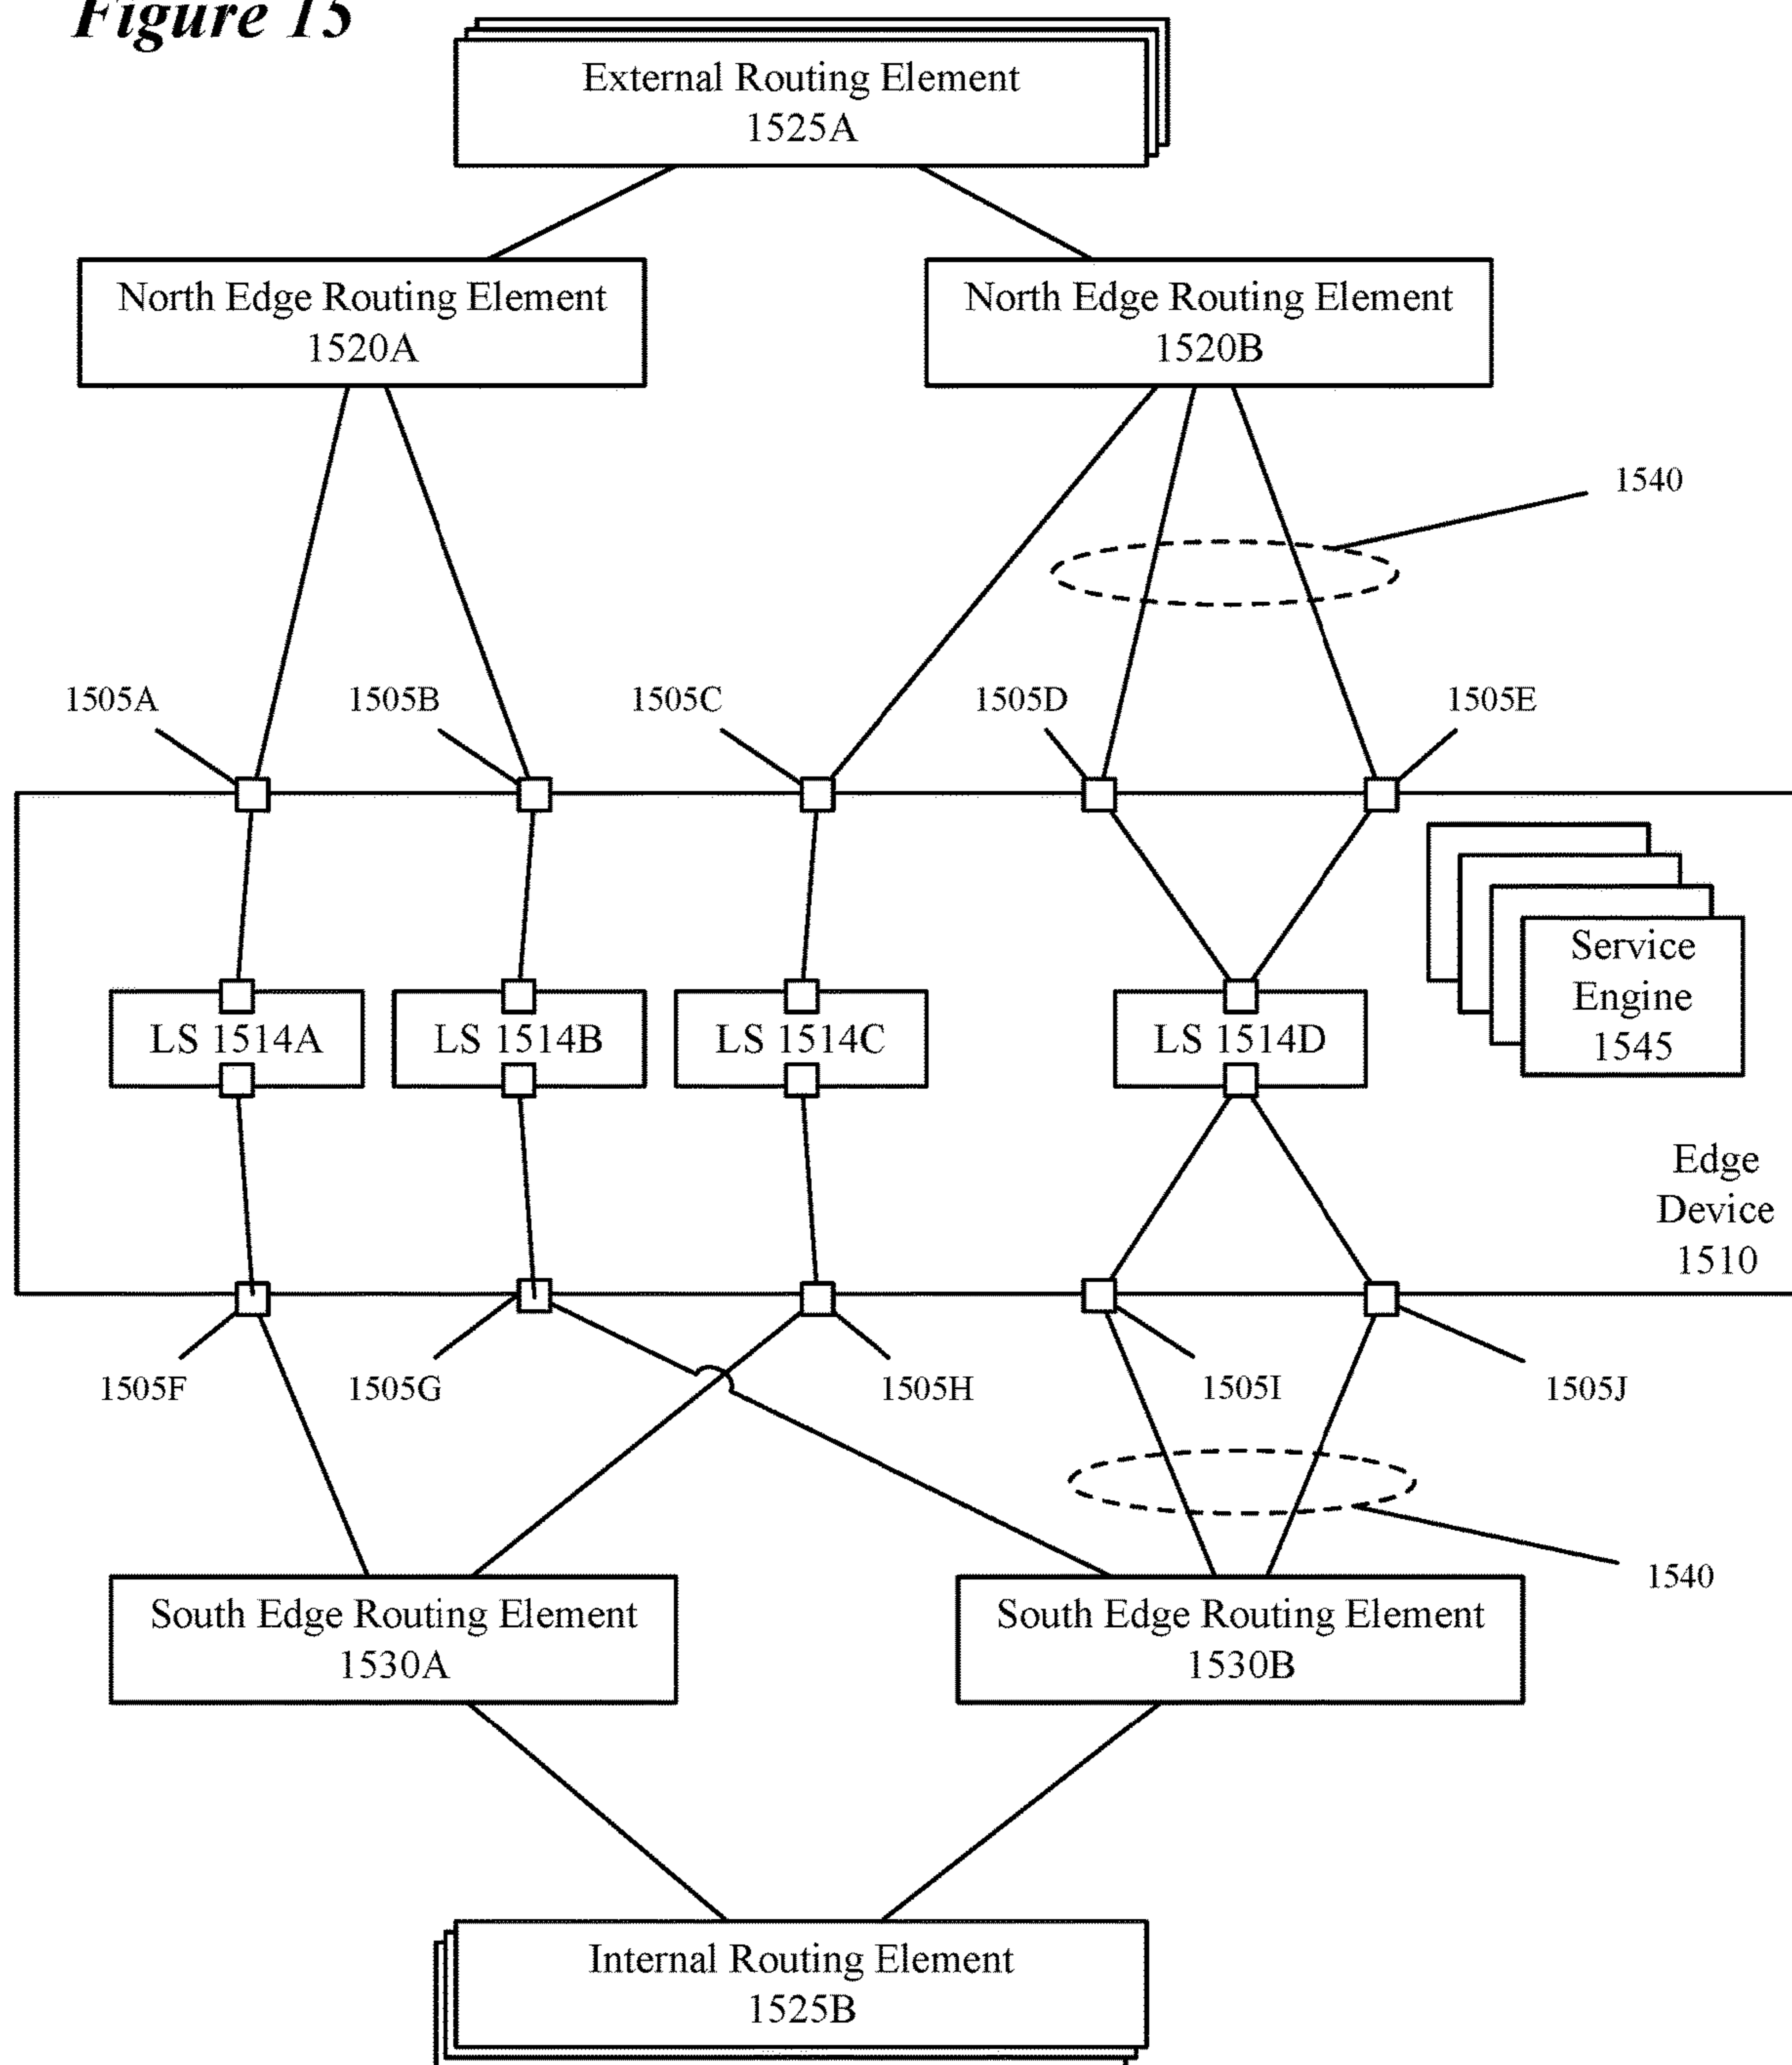 Figure 15
External Routing Element
1525A
North Edge Routing Element
1520A
North Edge Routing Element
1520B
1540
1505A
1505B
1505C
1505D
1505E
Service
Engine
1545
LS 1514A
LS 1514B
LS 1514C
LS 1514D
Edge
Device
1510
1505F
1505G
1505H
1505I
1505J
1540
South Edge Routing Element
1530A
South Edge Routing Element
1530B
Internal Routing Element
1525B